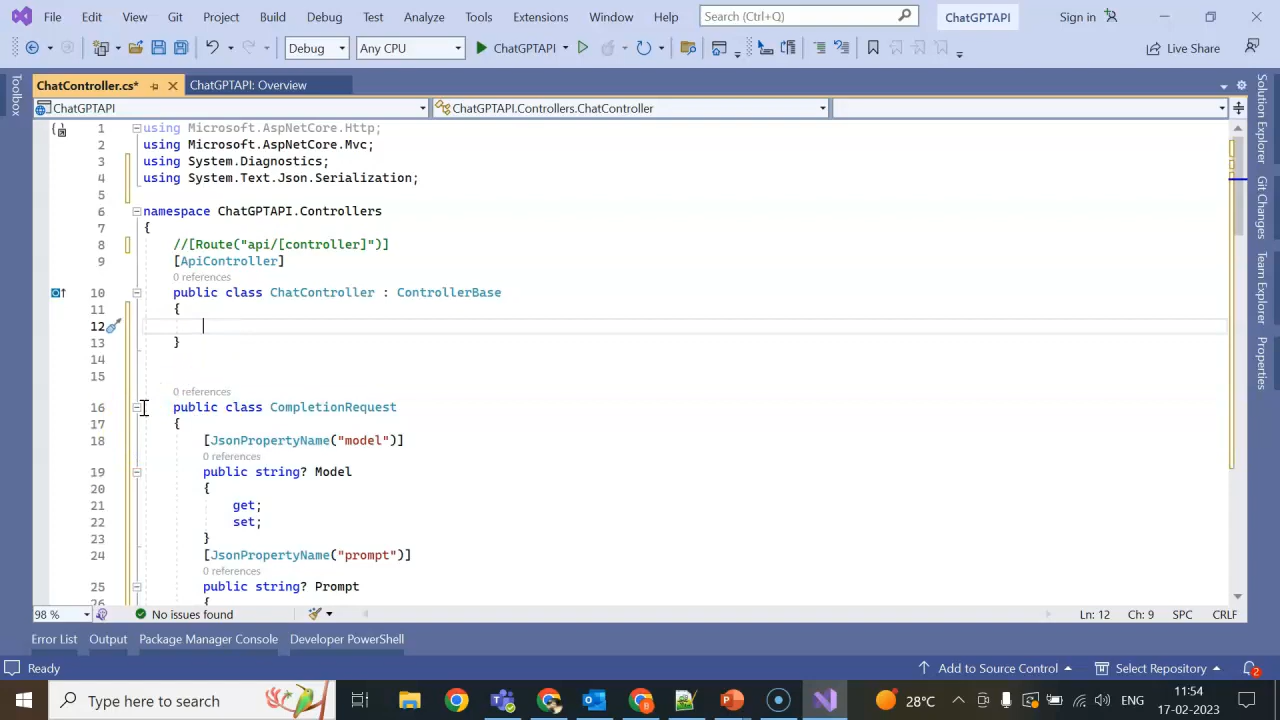 File Edit View Git Project Build Debug Test Analyze Tools Extensions Window Help Search (Ctrl+Q) ChatGPTAPI Sign in
Debug Any CPU ChatGPTAPI Live Share
ChatController.cs* ChatGPTAPI: Overview
ChatGPTAPI ChatGPTAPI.Controllers.ChatController
1 using Microsoft.AspNetCore.Http;
2 using Microsoft.AspNetCore.Mvc;
3 using System.Diagnostics;
4 using System.Text.Json.Serialization;
5
6 namespace ChatGPTAPI.Controllers
7 {
8 //[Route("api/[controller]")]
9 [ApiController]
0 references
10 public class ChatController : ControllerBase
11 {
12
13 }
14
15
0 references
16 public class CompletionRequest
17 {
18 [JsonPropertyName("model")]
0 references
19 public string? Model
20 {
21 get;
22 set;
23 }
24 [JsonPropertyName("prompt")]
0 references
25 public string? Prompt
26 {
Toolbox
Solution Explorer
Git Changes
Team Explorer
Properties
98 % No issues found Ln: 12 Ch: 9 SPC CRLF
Error List Output Package Manager Console Developer PowerShell
Ready Add to Source Control Select Repository 2
Type here to search 28°C ENG 11:54
17-02-2023